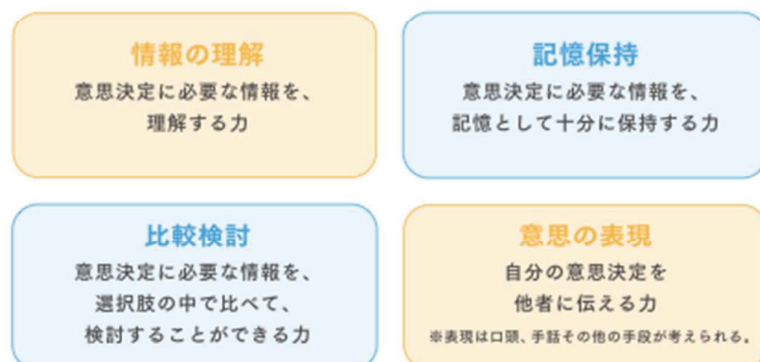 情報の理解
意思決定に必要な情報を、
理解する力
記憶保持
意思決定に必要な情報を、
記憶として十分に保持する力
比較検討
意思決定に必要な情報を、
選択肢の中で比べて、
検討することができる力
意思の表現
自分の意思決定を
他者に伝える力
※表現は口頭、手話その他の手段が考えられる。